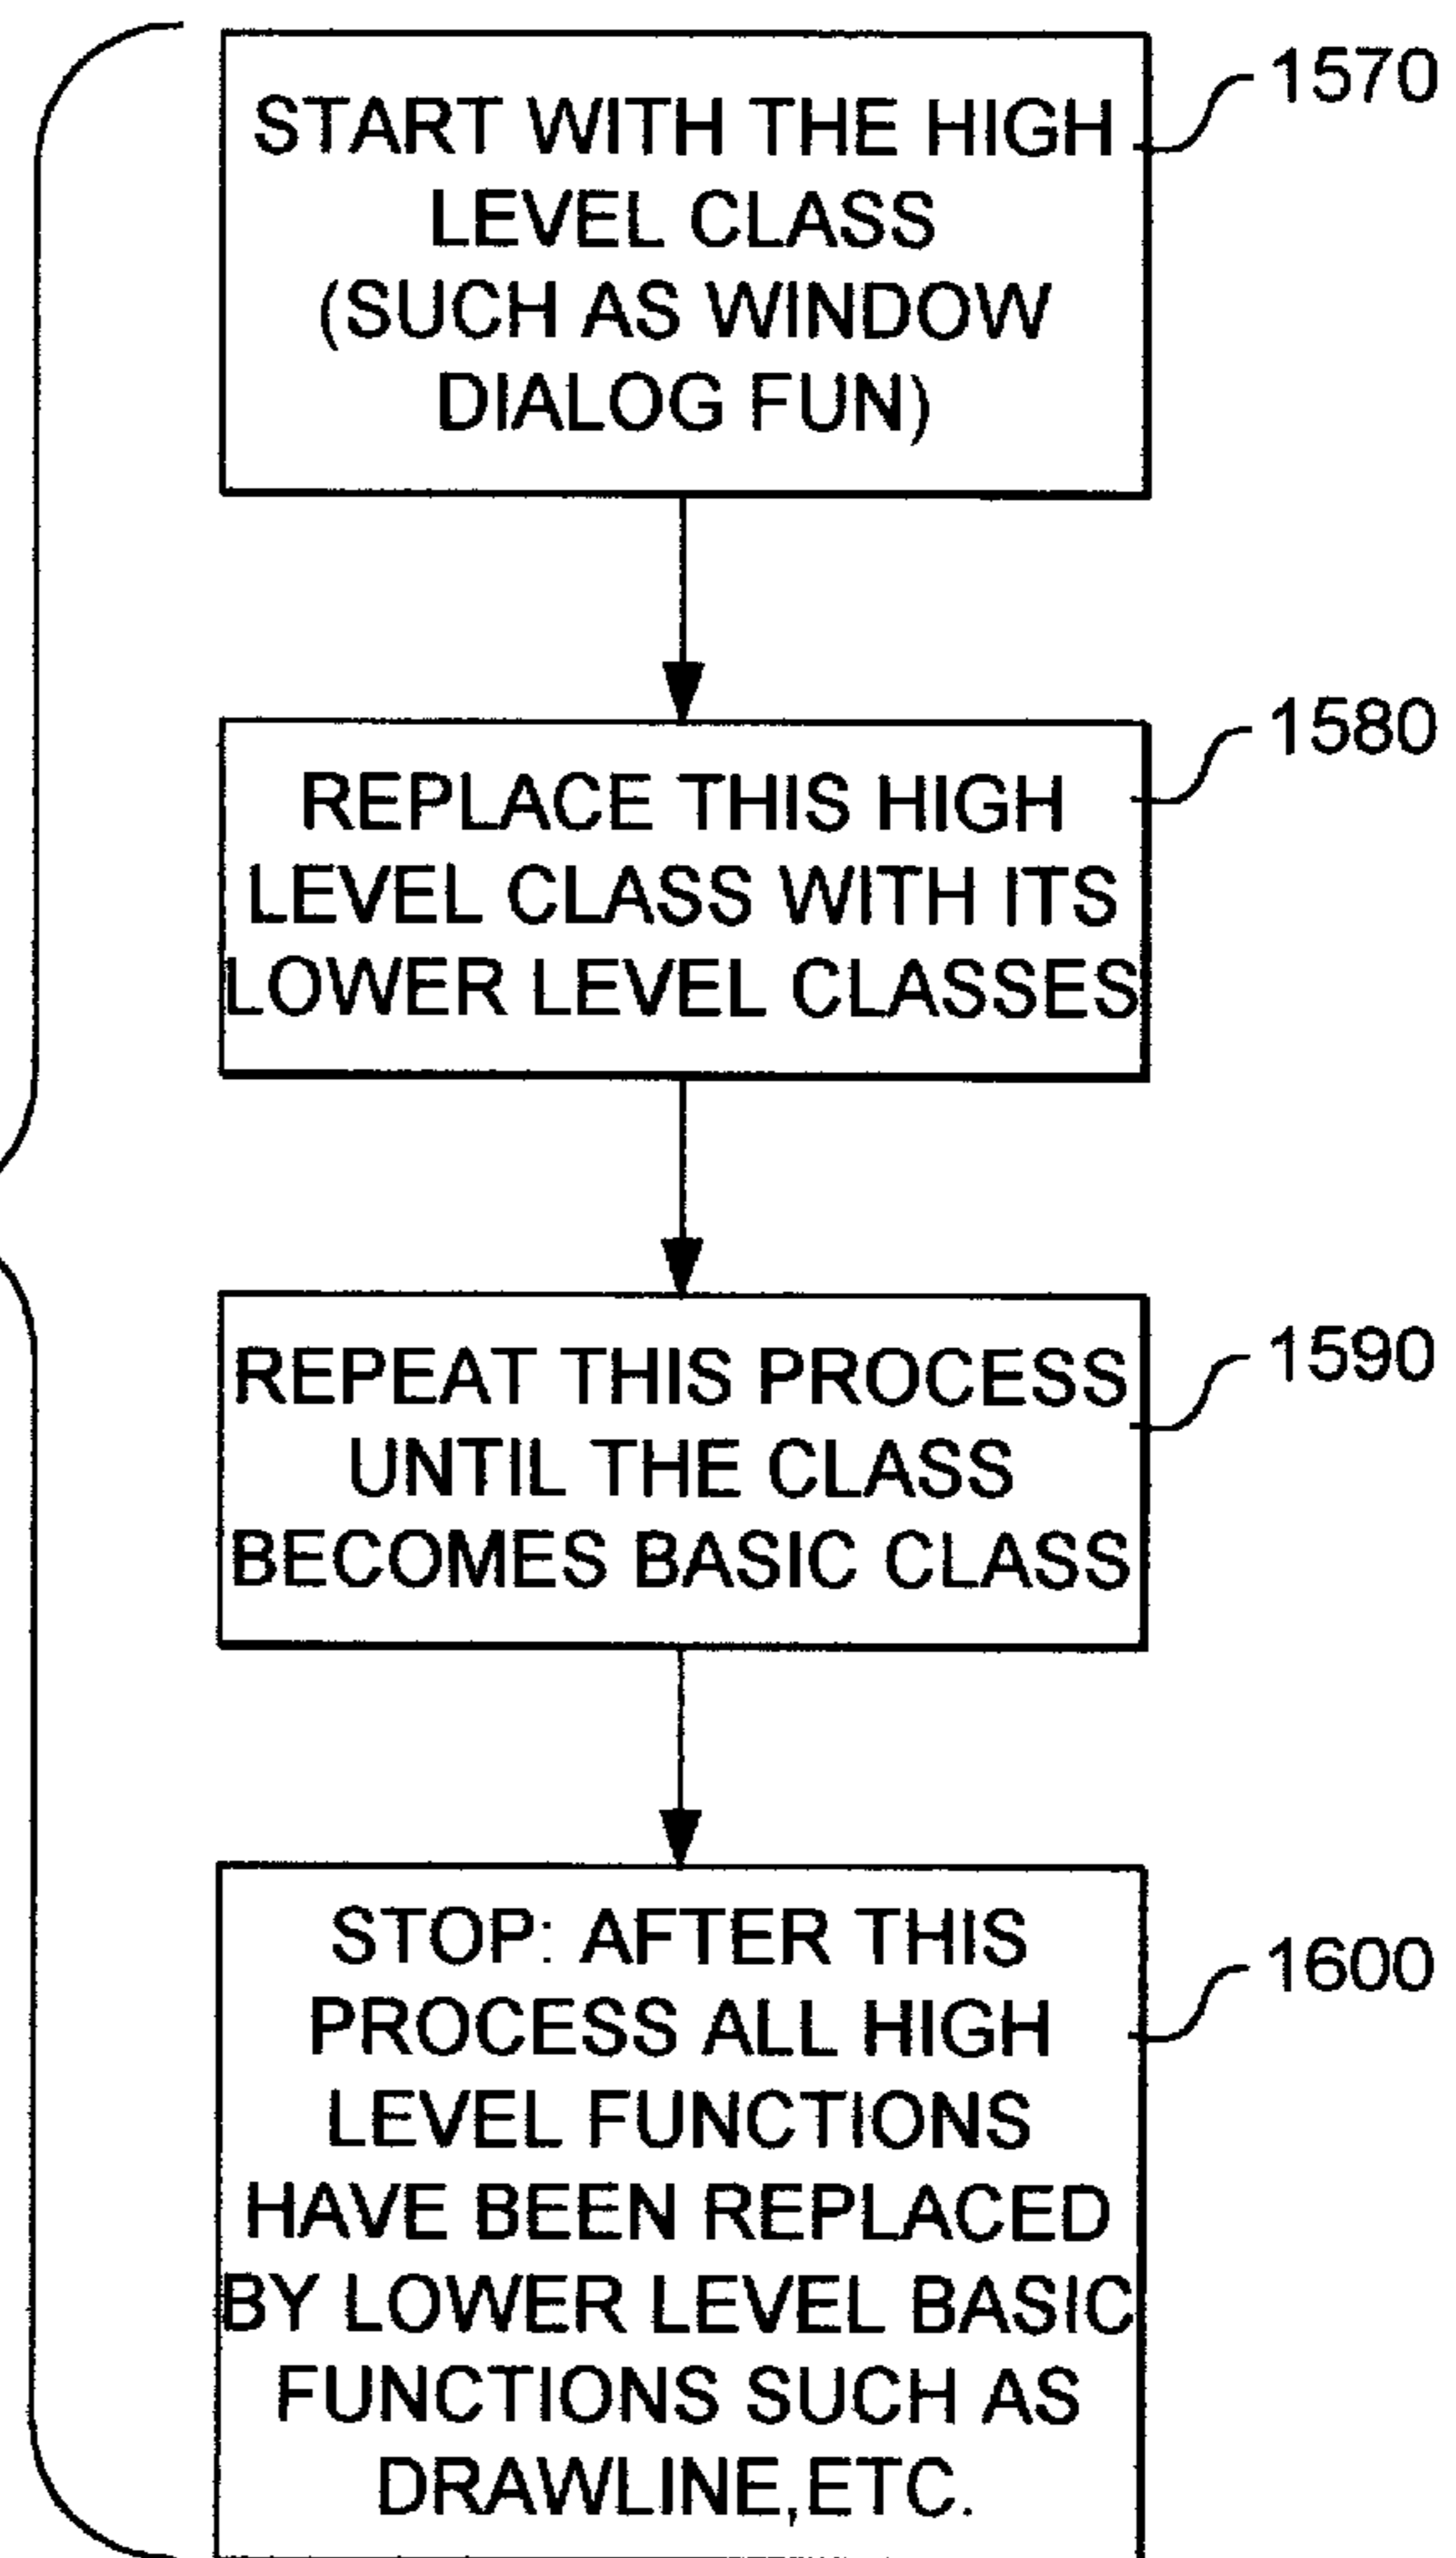 1570
START WITH THE HIGH
LEVEL CLASS
(SUCH AS WINDOW
DIALOG FUN)
1580
REPLACE THIS HIGH
LEVEL CLASS WITH ITS
LOWER LEVEL CLASSES
1590
REPEAT THIS PROCESS
UNTIL THE CLASS
BECOMES BASIC CLASS
1600
STOP: AFTER THIS
PROCESS ALL HIGH
LEVEL FUNCTIONS
HAVE BEEN REPLACED
BY LOWER LEVEL BASIC
FUNCTIONS SUCH AS
DRAWLINE,ETC.